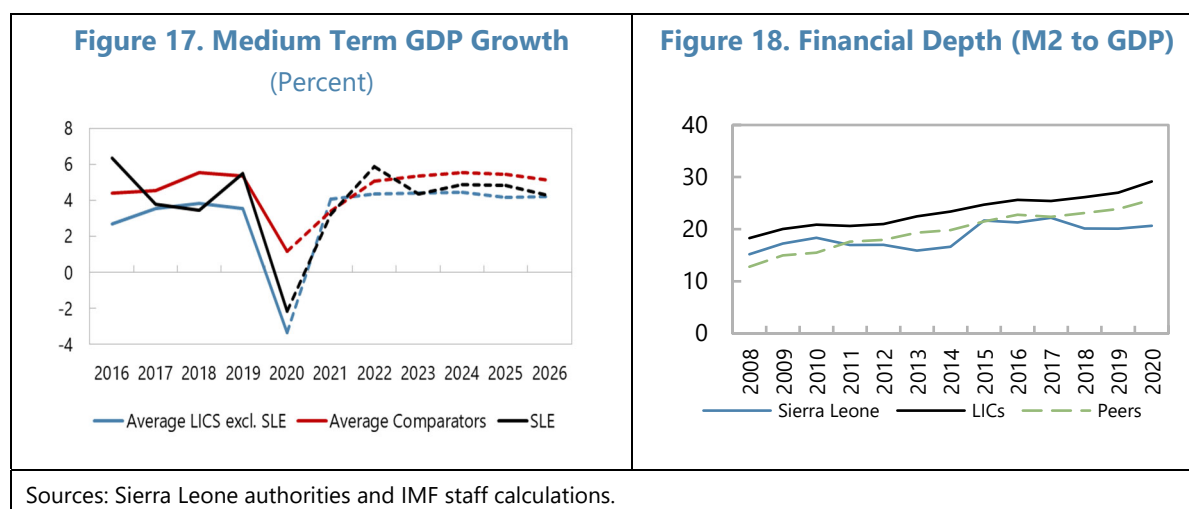 Figure 17. Medium Term GDP Growth
(Percent)
8
6
4
2
0
-2
-4
2016 2017 2018 2019 2020 2021 2022 2023 2024 2025 2026
Average LICS excl. SLE Average Comparators SLE
Figure 18. Financial Depth (M2 to GDP)
40
30
20
10
0
2008 2009 2010 2011 2012 2013 2014 2015 2016 2017 2018 2019 2020
Sierra Leone LICs Peers
Sources: Sierra Leone authorities and IMF staff calculations.